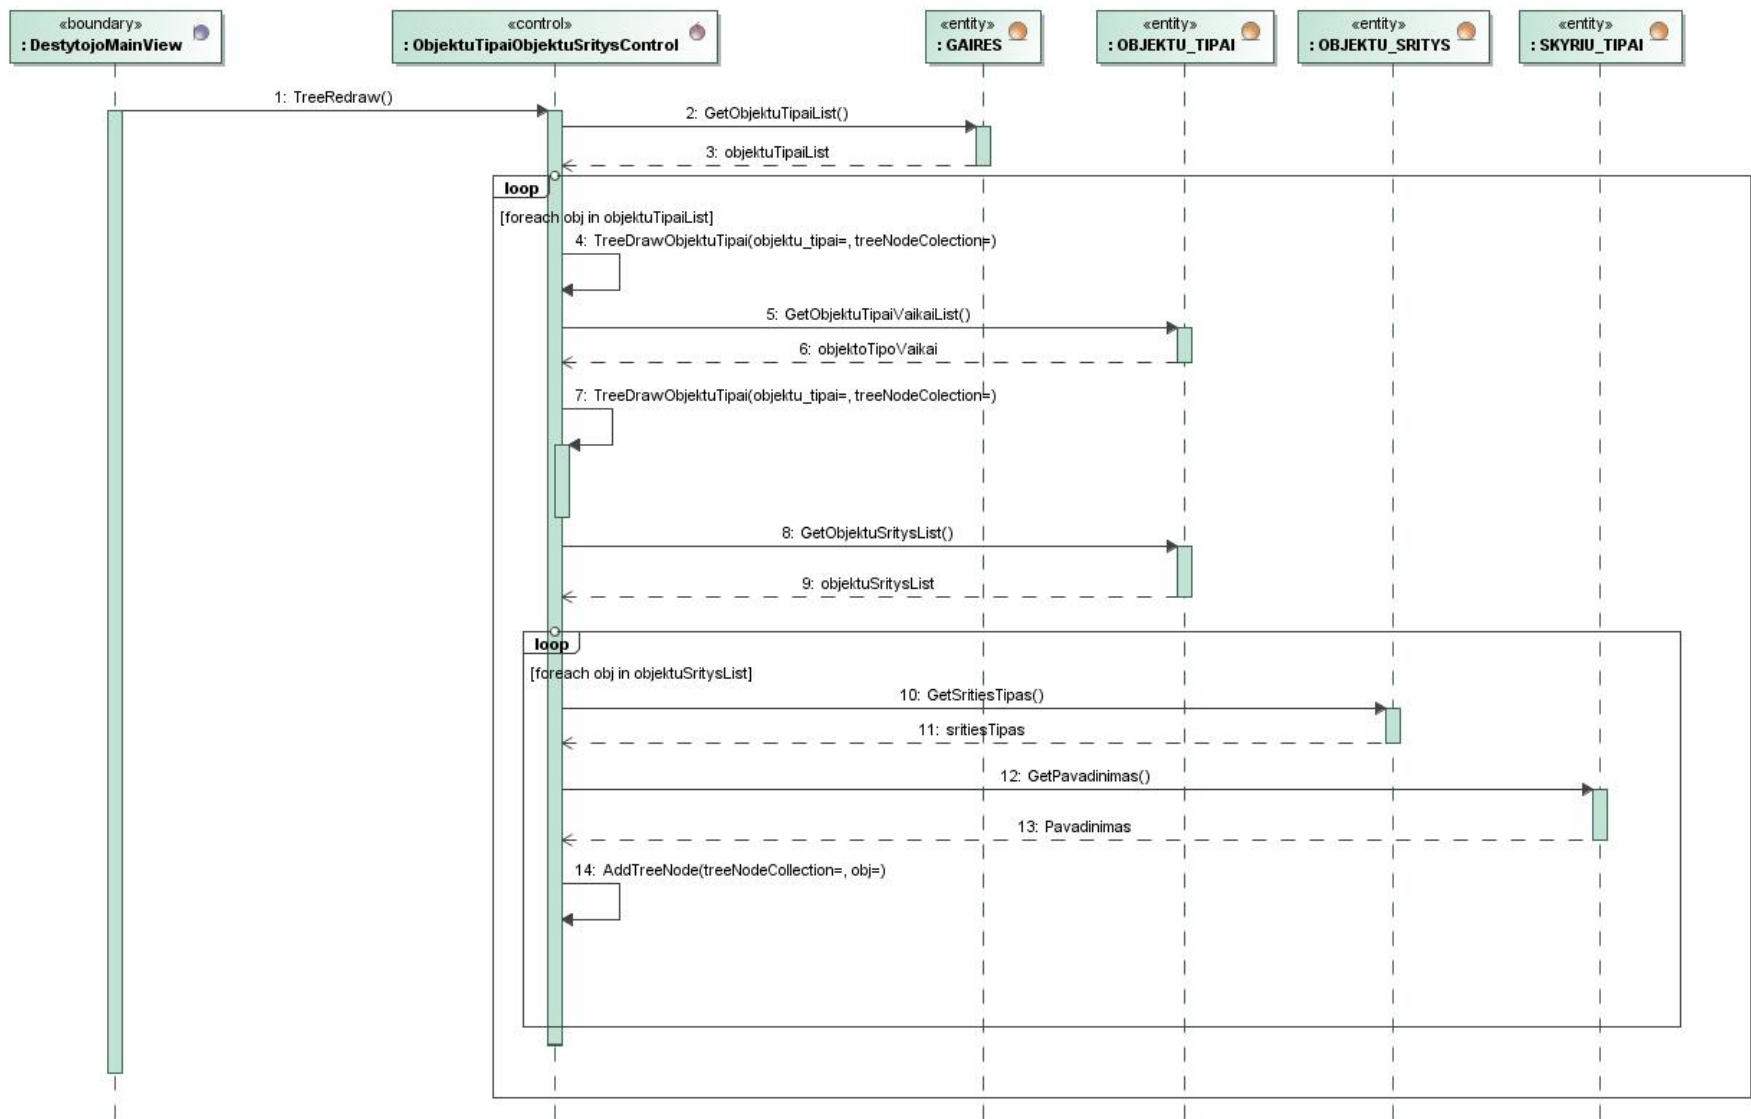 «boundary»
: DestytojoMainView
«control»
: ObjektuTipaiObjektuSritysControl
«entity»
: GAIRES
«entity»
: OBJEKTU_TIPAI
«entity»
: OBJEKTU_SRITYS
«entity»
: SKYRIU_TIPAI
1: TreeRedraw()
2: GetObjektuTipaiList()
3: objektuTipaiList
loop
[foreach obj in objektuTipaiList]
4: TreeDrawObjektuTipai(objektu_tipai=, treeNodeColection=)
5: GetObjektuTipaiVaikaiList()
6: objektoTipoVaikai
7: TreeDrawObjektuTipai(objektu_tipai=, treeNodeColection=)
8: GetObjektuSritysList()
9: objektuSritysList
loop
[foreach obj in objektuSritysList]
10: GetSritiesTipas()
11: sritiesTipas
12: GetPavadinimas()
13: Pavadinimas
14: AddTreeNode(treeNodeCollection=, obj=)